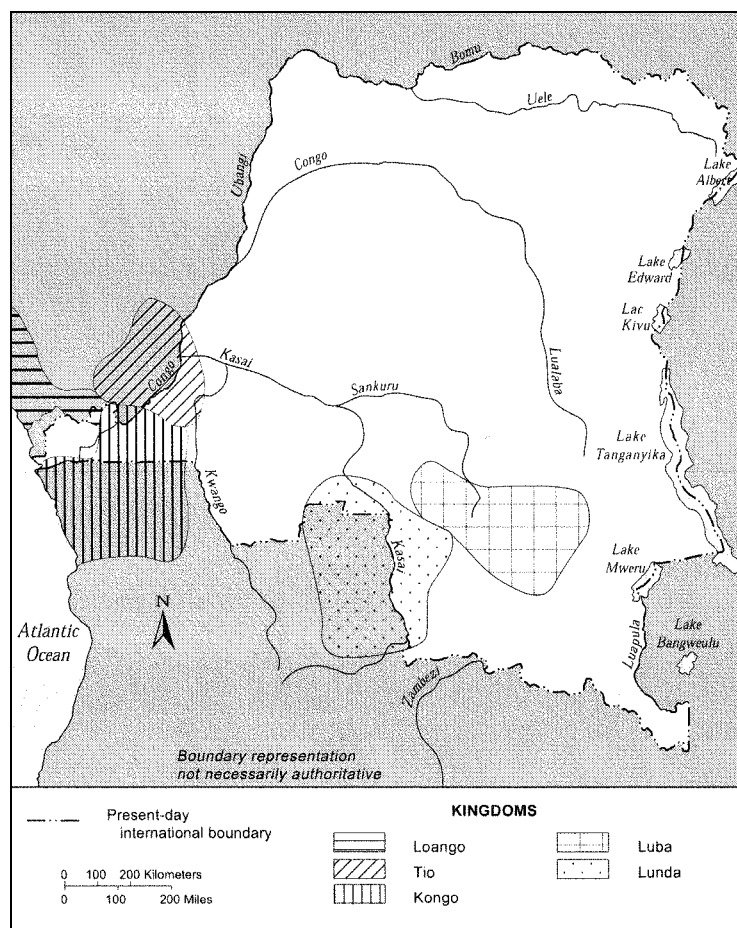 Bomu
Uele
Ubangi
Congo
Lake
Albert
Lake
Edward
Lac
Kivu
Congo
Kasai
Sankuru
Lualaba
Lake
Tanganyika
Kwango
Kasai
Lake
Mweru
N
Atlantic
Ocean
Luapula
Lake
Bangweulu
Zambezi
Boundary representation
not necessarily authoritative
Present-day
international boundary
KINGDOMS
Loango
Luba
Tio
Lunda
Kongo
0 100 200 Kilometers
0 100 200 Miles